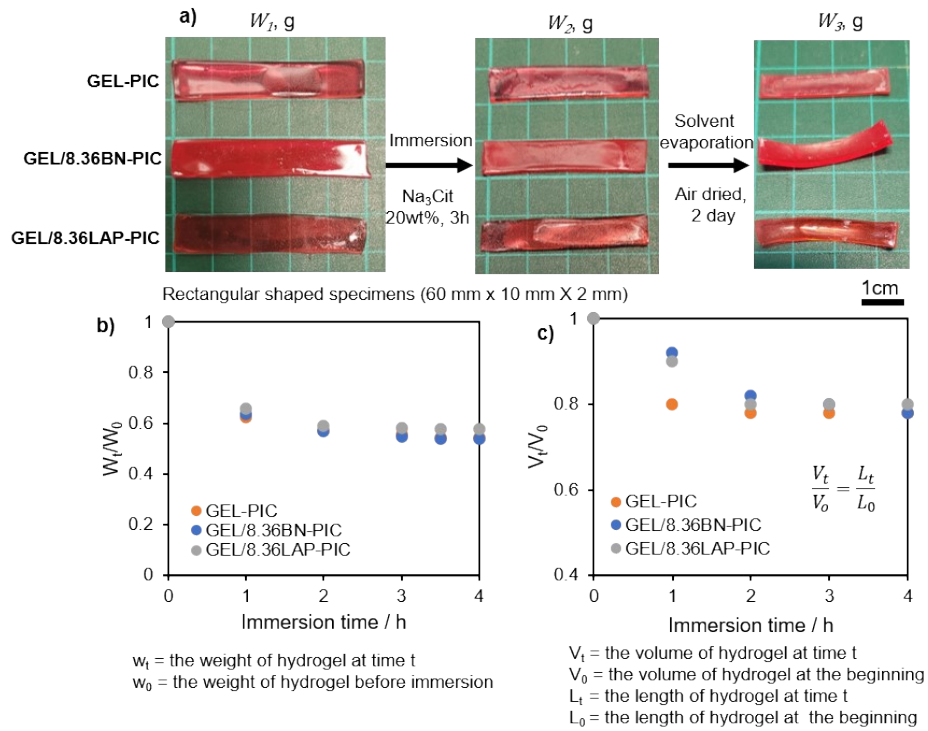 a)
W1, g
W2, g
W3, g
GEL-PIC
GEL/8.36BN-PIC
GEL/8.36LAP-PIC
Immersion
Na3Cit
20wt%, 3h
Solvent
evaporation
Air dried,
2 day
Rectangular shaped specimens (60 mm x 10 mm X 2 mm)
1cm
b)
Wt/W0
1
0.8
0.6
0.4
0.2
0
0
1
2
3
4
Immersion time / h
GEL-PIC
GEL/8.36BN-PIC
GEL/8.36LAP-PIC
wt = the weight of hydrogel at time t
w0 = the weight of hydrogel before immersion
c)
Vt/V0
1
0.8
0.6
0.4
0
1
2
3
4
Immersion time / h
Vt/Vo = Lt/L0
GEL-PIC
GEL/8.36BN-PIC
GEL/8.36LAP-PIC
Vt = the volume of hydrogel at time t
V0 = the volume of hydrogel at the beginning
Lt = the length of hydrogel at time t
L0 = the length of hydrogel at the beginning